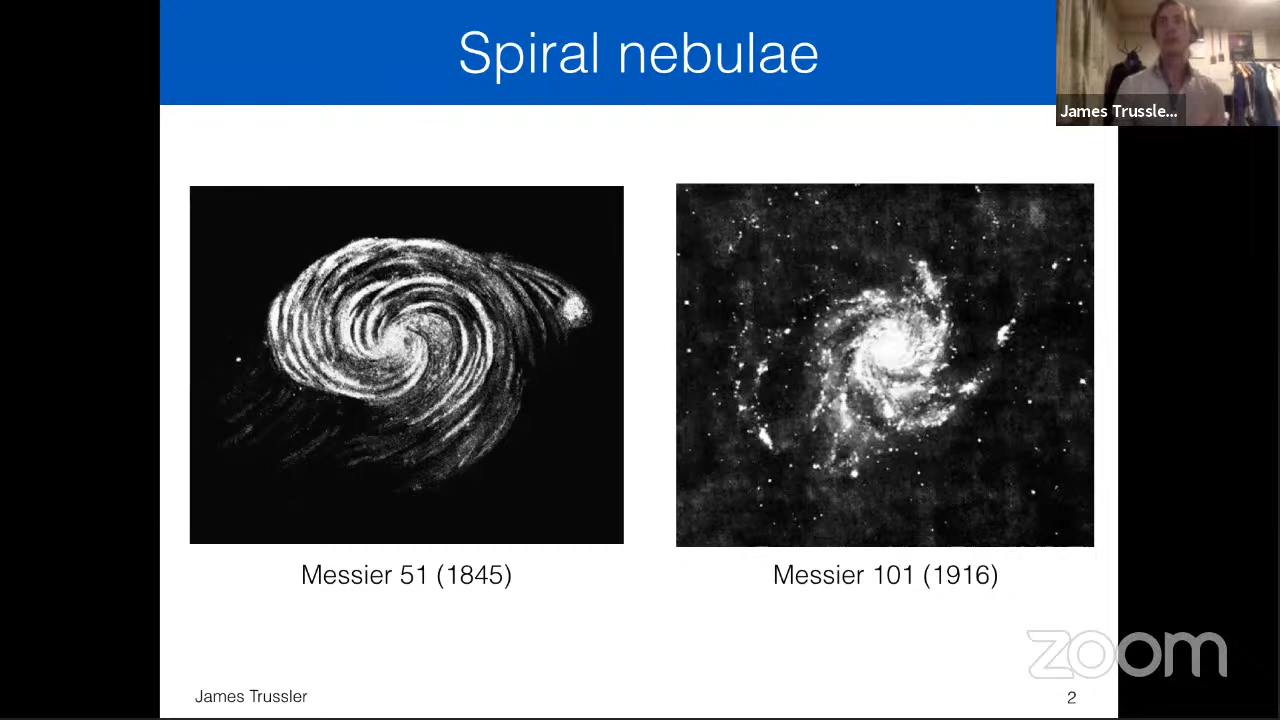 Spiral nebulae
James Trussle...
Messier 51 (1845)
Messier 101 (1916)
zoom
James Trussler
2